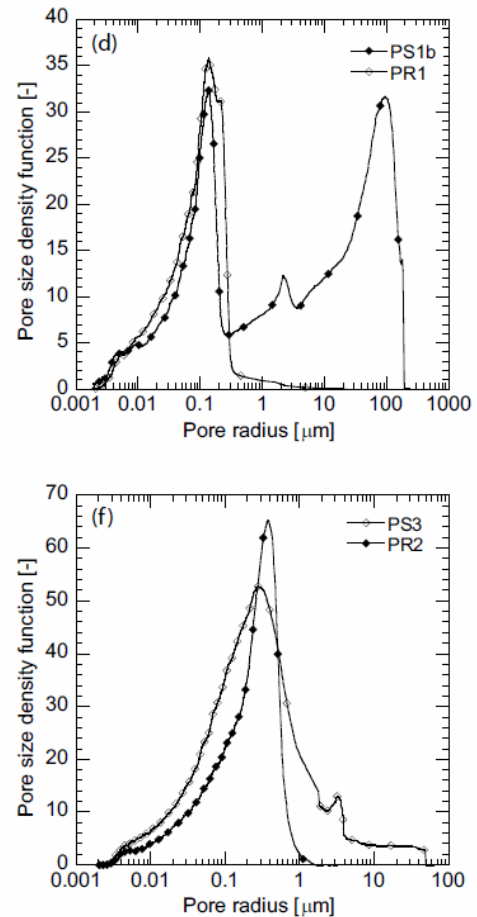 (d)
PS1b
PR1
Pore size density function [-]
40
35
30
25
20
15
10
5
0
0.001 0.01 0.1 1 10 100 1000
Pore radius [μm]
(f)
PS3
PR2
Pore size density function [-]
70
60
50
40
30
20
10
0
0.001 0.01 0.1 1 10 100
Pore radius [μm]